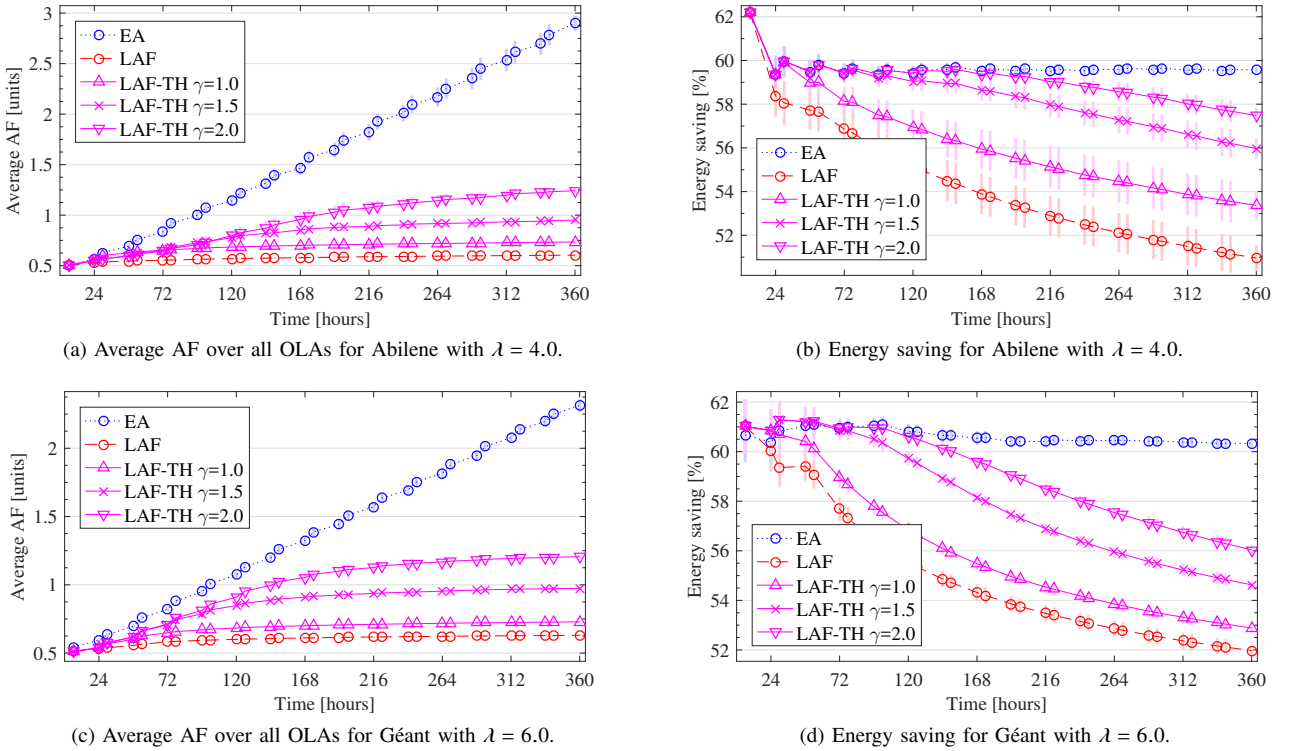 3
2.5
2
1.5
1
0.5
Average AF [units]
EA
LAF
LAF-TH γ=1.0
LAF-TH γ=1.5
LAF-TH γ=2.0
24 72 120 168 216 264 312 360
Time [hours]
(a) Average AF over all OLAs for Abilene with λ = 4.0.
62
60
58
56
54
52
Energy saving [%]
EA
LAF
LAF-TH γ=1.0
LAF-TH γ=1.5
LAF-TH γ=2.0
24 72 120 168 216 264 312 360
Time [hours]
(b) Energy saving for Abilene with λ = 4.0.
2
1.5
1
0.5
Average AF [units]
EA
LAF
LAF-TH γ=1.0
LAF-TH γ=1.5
LAF-TH γ=2.0
24 72 120 168 216 264 312 360
Time [hours]
(c) Average AF over all OLAs for Géant with λ = 6.0.
62
60
58
56
54
52
Energy saving [%]
EA
LAF
LAF-TH γ=1.0
LAF-TH γ=1.5
LAF-TH γ=2.0
24 72 120 168 216 264 312 360
Time [hours]
(d) Energy saving for Géant with λ = 6.0.